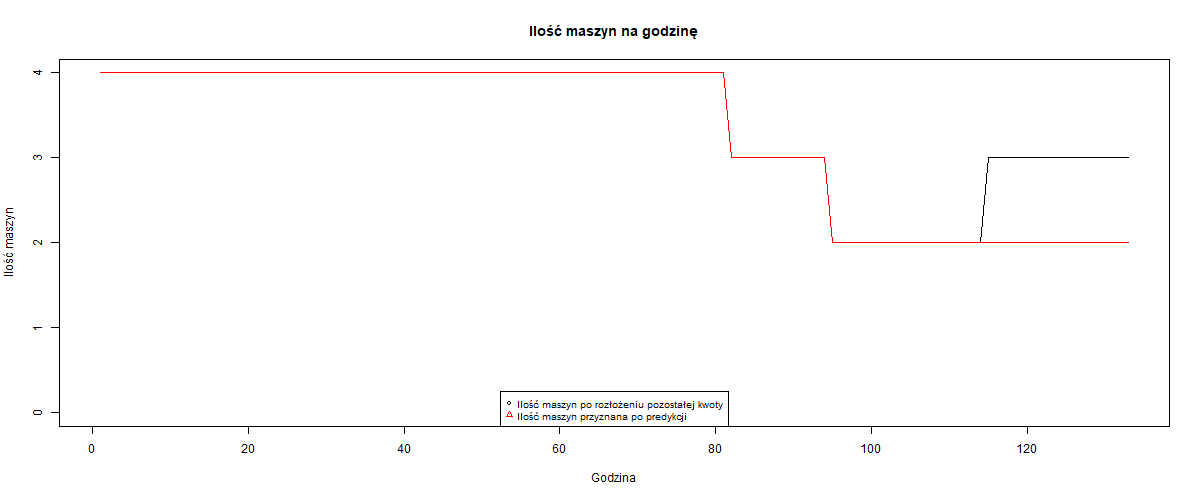 Ilość maszyn na godzinę
Ilość maszyn
4
3
2
1
0
Ilość maszyn po rozłożeniu pozostałej kwoty
Ilość maszyn przyznana po predykcji
0 20 40 60 80 100 120
Godzina